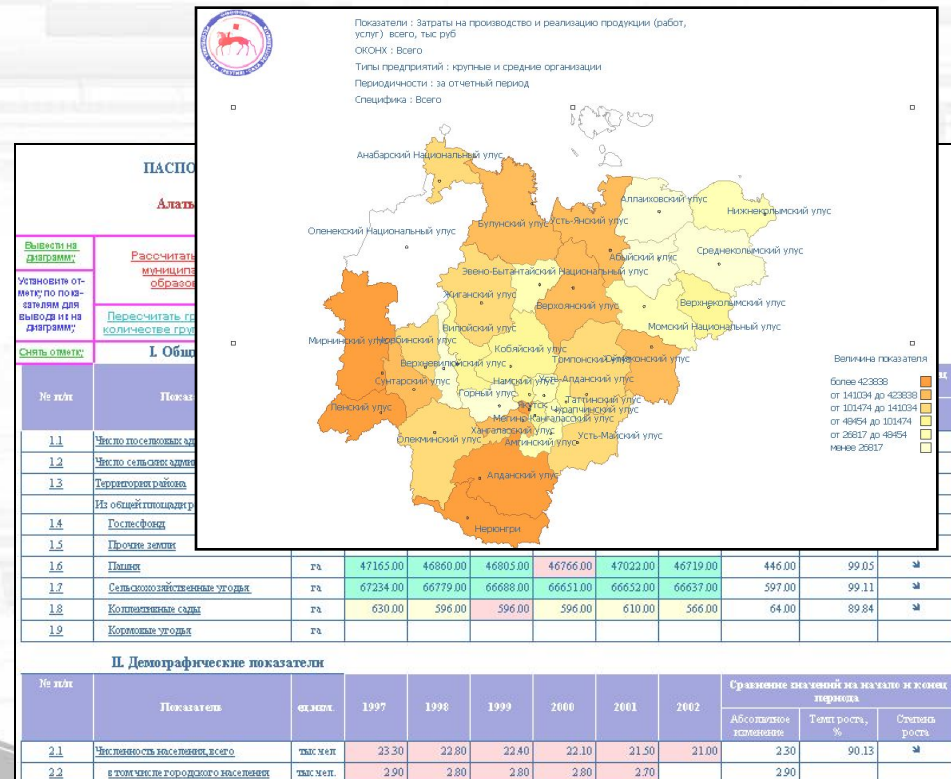 Показатели : Затраты на производство и реализацию продукции (работ,
услуг) всего, тыс руб
ОКОНХ : Всего
Типы предприятий : крупные и средние организации
Периодичности : за отчетный период
Специфика : Всего
Анабарский Национальный улус
Оленекский Национальный улус
Булунский улус
Усть-Янский улус
Аллаиховский улус
Нижнеколымский улус
Абыйский улус
Среднеколымский улус
Эвено-Бытантайский Национальный улус
Жиганский улус
Верхоянский улус
Верхнеколымский улус
Момский Национальный улус
Мирнинский улус
Вилюйский улус
Кобяйский улус
Верхневилюйский улус
Томпонский улус
Сунтарский улус
Намский улус
Усть-Алданский улус
Горный улус
Таттинский улус
Ленский улус
Якутск
Чурапчинский улус
Мегино-Кангаласский улус
Хангаласский улус
Олекминский улус
Амгинский улус
Усть-Майский улус
Алданский улус
Нерюнгри
Величина показателя
более 423838
от 141034 до 423838
от 101474 до 141034
от 48454 до 101474
от 26817 до 48454
менее 26817
ПАСПО
Алать
Вывести на
диаграмму
Установите от-
метку по пока-
зателям для
вывода их на
диаграмму
Снять отметку
Рассчитать
муниципа
образов
Пересчитать гр
количестве груп
I. Общ
№ п/п Показ
1.1 Число поселковых ад
1.2 Число сельских адми
1.3 Территория района
Из общей площади р
1.4 Гослесфонд
1.5 Прочие земли
1.6 Пашня га 47165.00 46860.00 46805.00 46766.00 47022.00 46719.00 446.00 99.05
1.7 Сельскохозяйственные угодья га 67234.00 66779.00 66688.00 66651.00 66652.00 66637.00 597.00 99.11
1.8 Коллективные сады га 630.00 596.00 596.00 596.00 610.00 566.00 64.00 89.84
1.9 Кормовые угодья га
II. Демографические показатели
№ п/п Показатель ед.изм. 1997 1998 1999 2000 2001 2002 Сравнение значений на начало и конец
периода
Абсолютное
изменение
Темп роста,
%
Степень
роста
2.1 Численность населения, всего тыс чел 23.30 22.80 22.40 22.10 21.50 21.00 2.30 90.13
2.2 в том числе городского населения тыс чел. 2.90 2.80 2.80 2.80 2.70 2.90